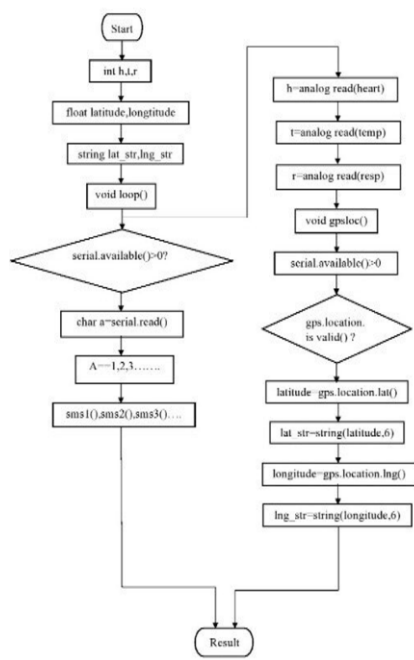 Start
int h,t,r
float latitude,longtitude
string lat_str,lng_str
void loop()
serial.available()>0?
char a=serial.read()
A==1,2,3.......
sms1(),sms2(),sms3()....
h=analog read(heart)
t=analog read(temp)
r=analog read(resp)
void gpsloc()
serial.available()>0
gps.location.
is valid() ?
latitude=gps.location.lat()
lat_str=string(latitude,6)
longitude=gps.location.lng()
lng_str=string(longitude,6)
Result